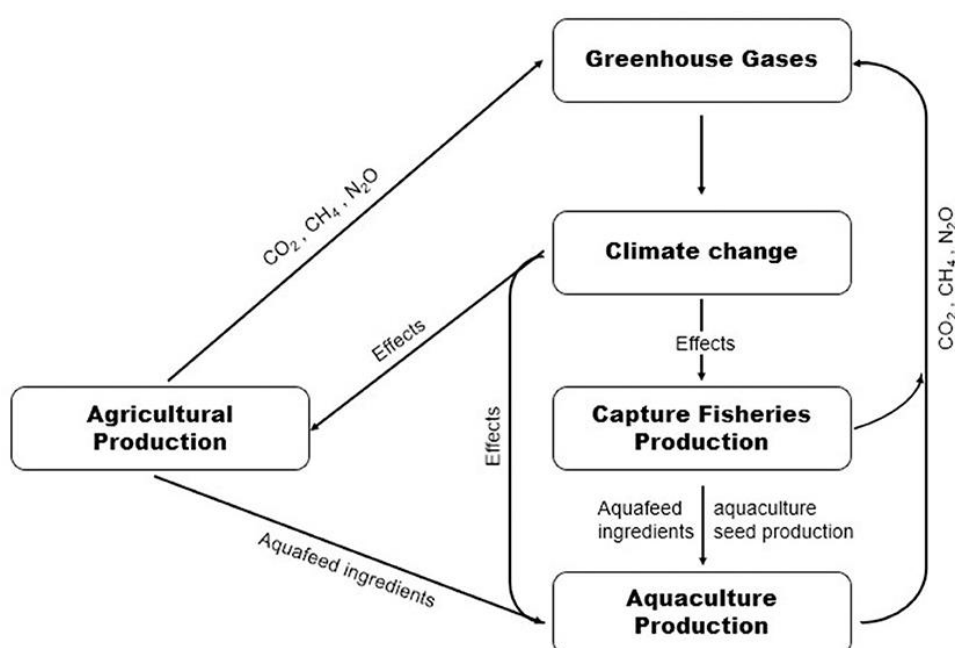 Greenhouse Gases
CO₂ , CH₄ , N₂O
Climate change
Effects
Effects
Effects
CO₂ , CH₄ , N₂O
Agricultural
Production
Capture Fisheries
Production
Aquafeed ingredients
Aquafeed
ingredients
aquaculture
seed production
Aquaculture
Production